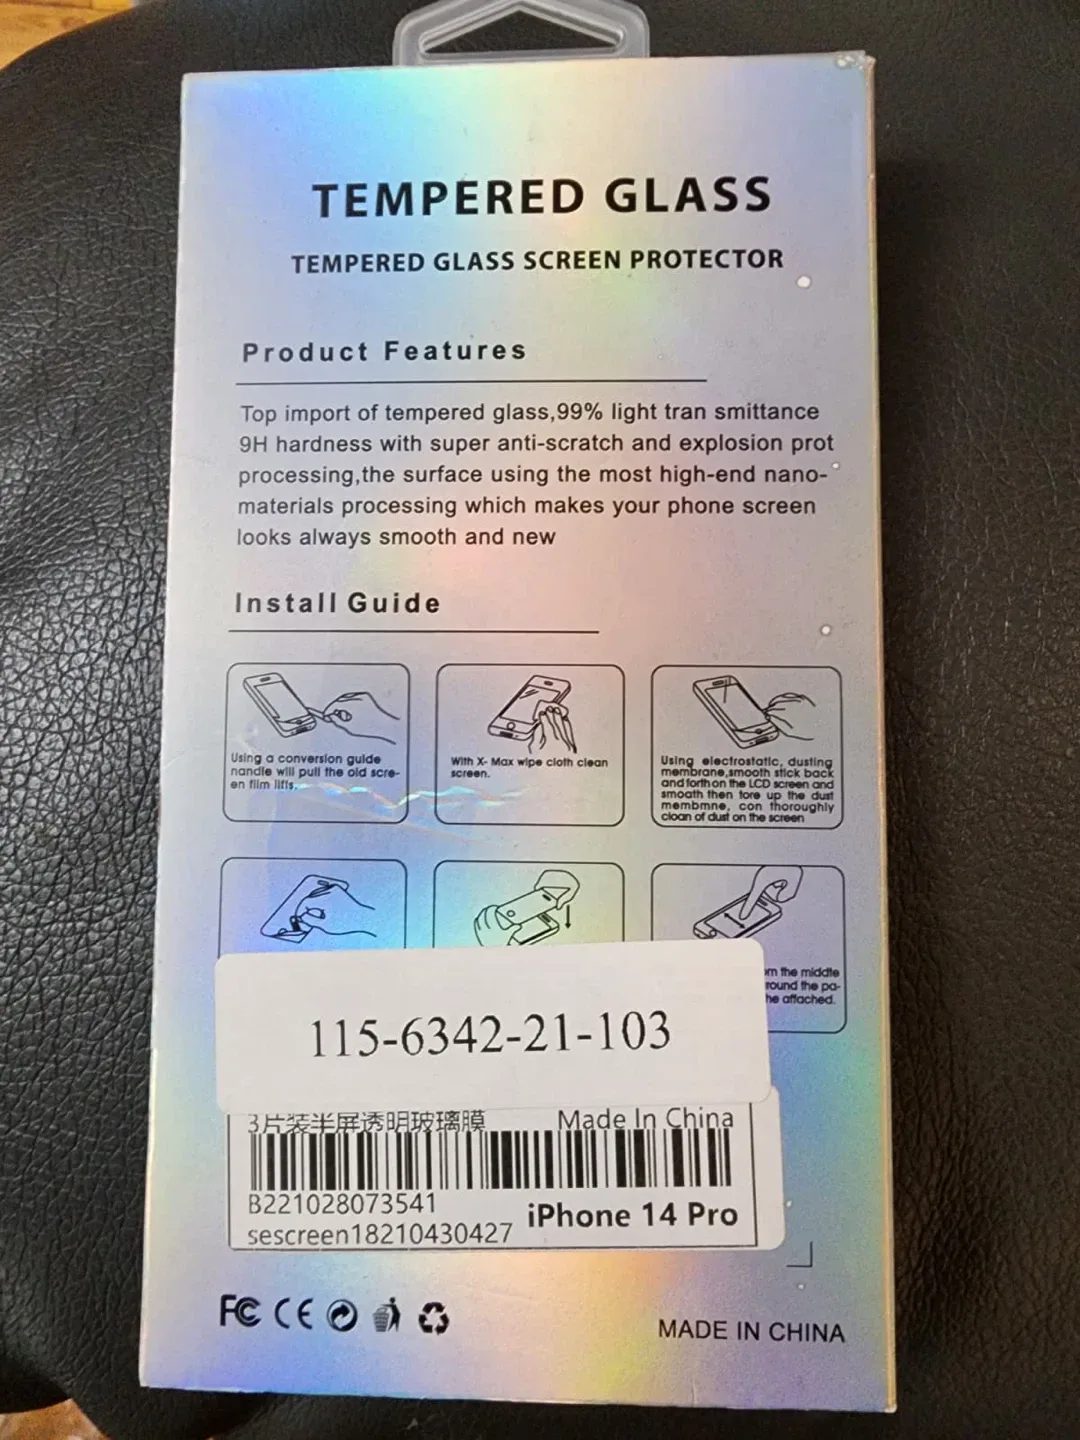 TEMPERED GLASS
TEMPERED GLASS SCREEN PROTECTOR
Product Features
Top import of tempered glass,99% light tran smittance
9H hardness with super anti-scratch and explosion prot
processing,the surface using the most high-end nano-
materials processing which makes your phone screen
looks always smooth and new
Install Guide
Using a conversion guide
nandle will pull the old scre-
en film lifts.
With X- Max wipe cloth clean
screen.
Using electrostatic, dusting
membrane,smooth stick back
and forth on the LCD screen and
smoath then tore up the dust
membmne, con thoroughly
cloan of dust on the screen
om the middle
round the pa-
he affached.
115-6342-21-103
3片装半屏透明玻璃膜 Made In China
B221028073541
sescreen18210430427
iPhone 14 Pro
FC CE
MADE IN CHINA